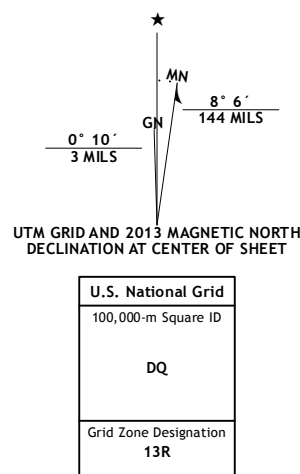 ★
MN
GN
8° 6´
144 MILS
0° 10´
3 MILS
UTM GRID AND 2013 MAGNETIC NORTH
DECLINATION AT CENTER OF SHEET
U.S. National Grid
100,000-m Square ID
DQ
Grid Zone Designation
13R